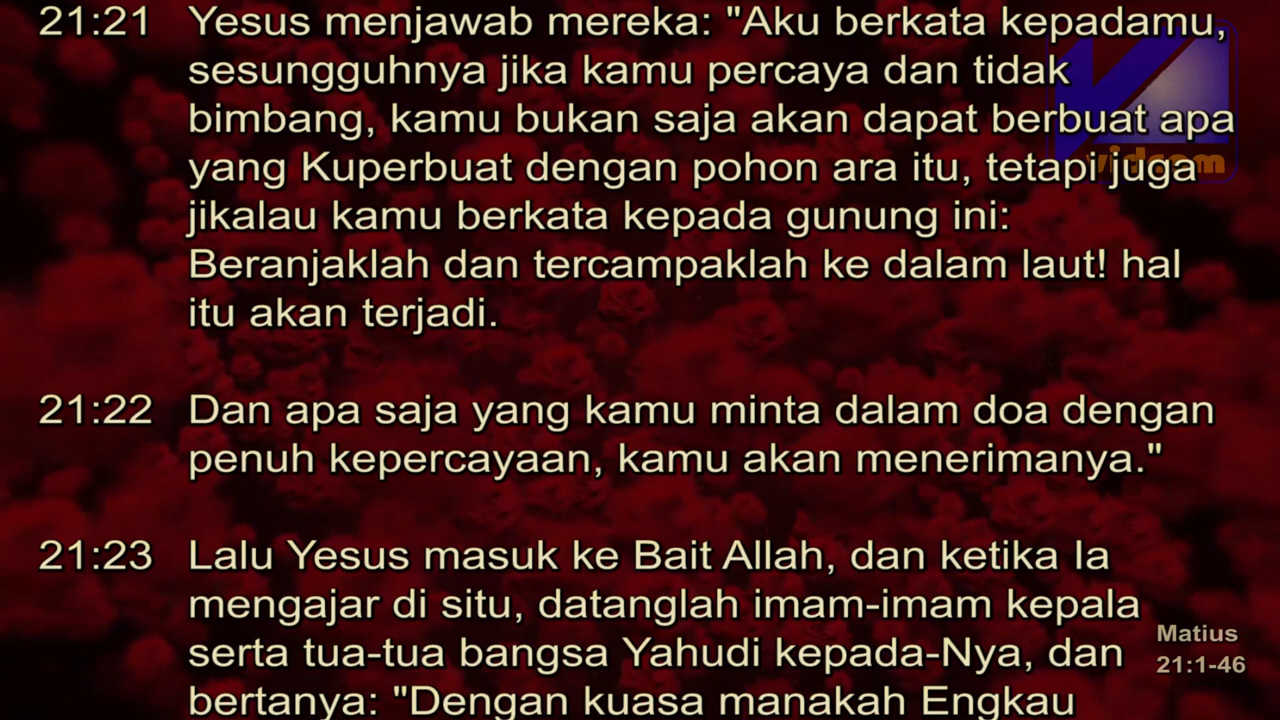 21:21 Yesus menjawab mereka: "Aku berkata kepadamu,
sesungguhnya jika kamu percaya dan tidak
bimbang, kamu bukan saja akan dapat berbuat apa
yang Kuperbuat dengan pohon ara itu, tetapi juga
jikalau kamu berkata kepada gunung ini:
Beranjaklah dan tercampaklah ke dalam laut! hal
itu akan terjadi.
21:22 Dan apa saja yang kamu minta dalam doa dengan
penuh kepercayaan, kamu akan menerimanya."
21:23 Lalu Yesus masuk ke Bait Allah, dan ketika Ia
mengajar di situ, datanglah imam-imam kepala
serta tua-tua bangsa Yahudi kepada-Nya, dan
bertanya: "Dengan kuasa manakah Engkau
Matius
21:1-46
vidcom